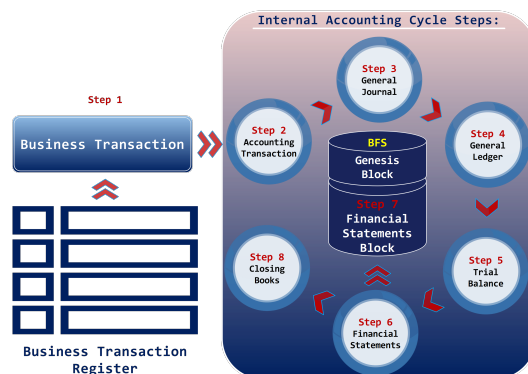 Internal Accounting Cycle Steps:
Step 1
Business Transaction
Business Transaction
Register
Step 2
Accounting
Transaction
Step 3
General
Journal
Step 4
General
Ledger
Step 5
Trial
Balance
Step 6
Financial
Statements
BFS
Genesis
Block
Step 7
Financial
Statements
Block
Step 8
Closing
Books